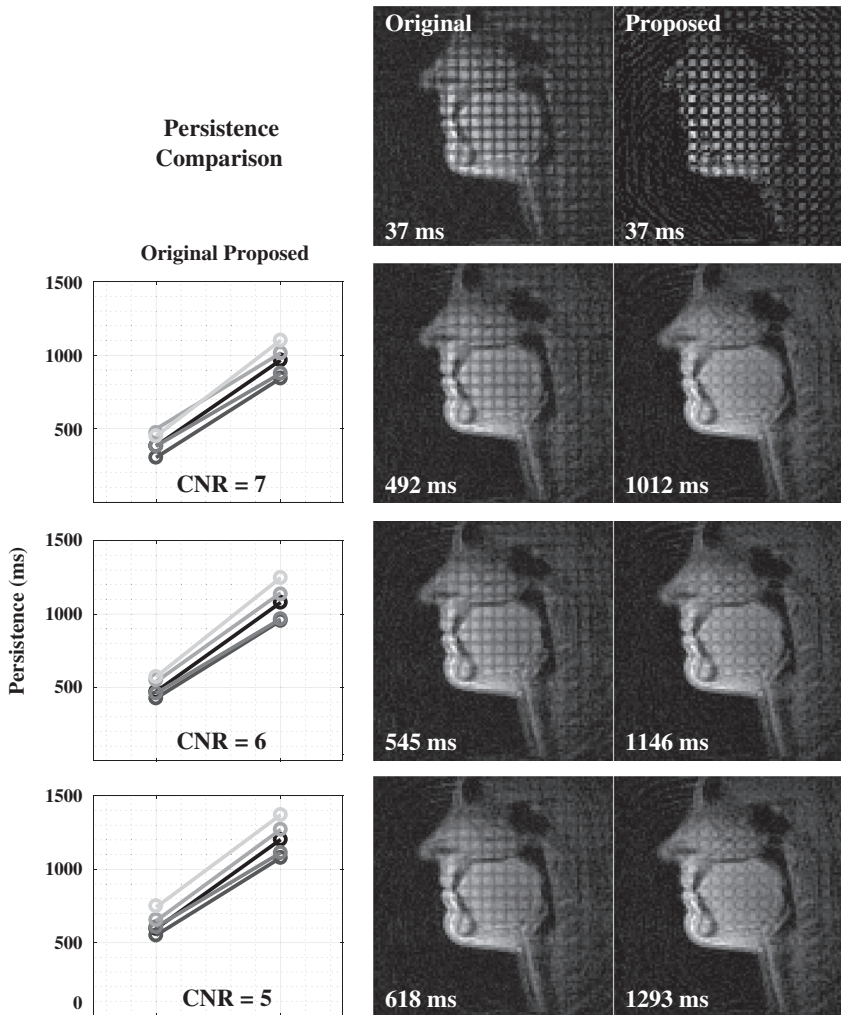 Persistence
Comparison
Original
Proposed
37 ms
37 ms
Original Proposed
1500
1000
500
CNR = 7
492 ms
1012 ms
Persistence (ms)
1500
1000
500
CNR = 6
545 ms
1146 ms
1500
1000
500
0
CNR = 5
618 ms
1293 ms